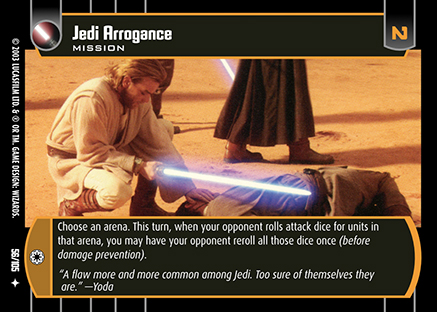 Jedi Arrogance
MISSION
N
© 2003 LUCASFILM LTD. & ® OR TM. GAME DESIGN: WIZARDS.
56/105
Choose an arena. This turn, when your opponent rolls attack dice for units in
that arena, you may have your opponent reroll all those dice once (before
damage prevention).
"A flaw more and more common among Jedi. Too sure of themselves they
are." —Yoda